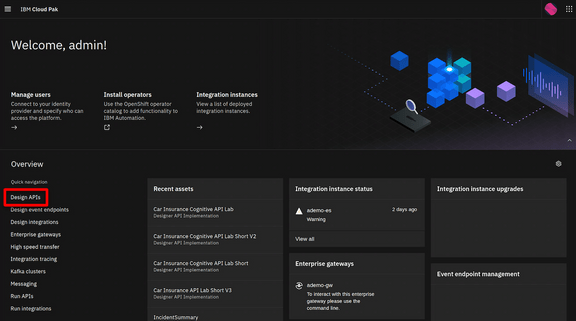 IBM Cloud Pak
Welcome, admin!
Manage users
Connect to your identity
provider and specify who can
access the platform.
Install operators
Use the OpenShift operator
catalog to add functionality to
IBM Automation.
Integration instances
View a list of deployed
integration instances.
Overview
Quick navigation
Design APIs
Design event endpoints
Design integrations
Enterprise gateways
High speed transfer
Integration tracing
Kafka clusters
Messaging
Run APIs
Run integrations
Recent assets
Car Insurance Cognitive API Lab
Designer API Implementation
Car Insurance Cognitive API Lab Short V2
Designer API Implementation
Car Insurance Cognitive API Lab Short
Designer API Implementation
Car Insurance API Lab Short V3
Designer API Implementation
IncidentSummary
Integration instance status
ademo-es 2 days ago
Warning
View all
Enterprise gateways
ademo-gw
To interact with this enterprise
gateway please use the
command line.
Integration instance upgrades
Event endpoint management